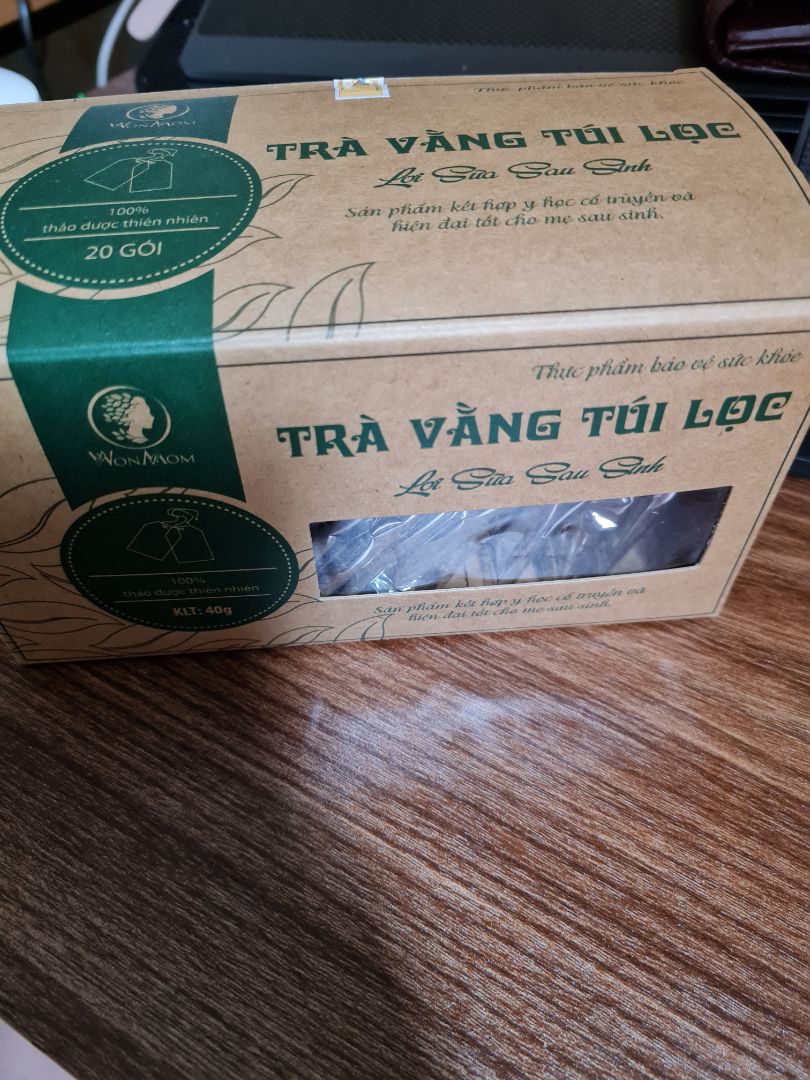 Thực phẩm bảo vệ sức khỏe
WONMOM
TRÀ VẰNG TÚI LỌC
Lợi Sữa Sau Sinh
100%
thảo dược thiên nhiên
20 GÓI
Sản phẩm kết hợp y học cổ truyền và
hiện đại tốt cho mẹ sau sinh.
Thực phẩm bảo vệ sức khỏe
WONMOM
TRÀ VẰNG TÚI LỌC
Lợi Sữa Sau Sinh
100%
thảo dược thiên nhiên
KLT: 40g
Sản phẩm kết hợp y học cổ truyền và
hiện đại tốt cho mẹ sau sinh.